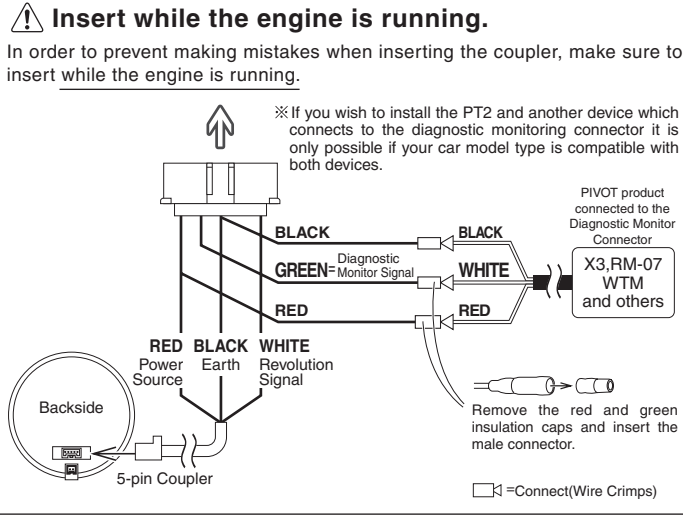 Insert while the engine is running.
In order to prevent making mistakes when inserting the coupler, make sure to
insert while the engine is running.
※If you wish to install the PT2 and another device which
connects to the diagnostic monitoring connector it is
only possible if your car model type is compatible with
both devices.
PIVOT product
connected to the
Diagnostic Monitor
Connector
BLACK
BLACK
GREEN=Diagnostic
Monitor Signal
WHITE
X3,RM-07
WTM
and others
RED
RED
RED BLACK WHITE
Power Earth Revolution
Source Signal
Backside
5-pin Coupler
Remove the red and green
insulation caps and insert the
male connector.
=Connect(Wire Crimps)